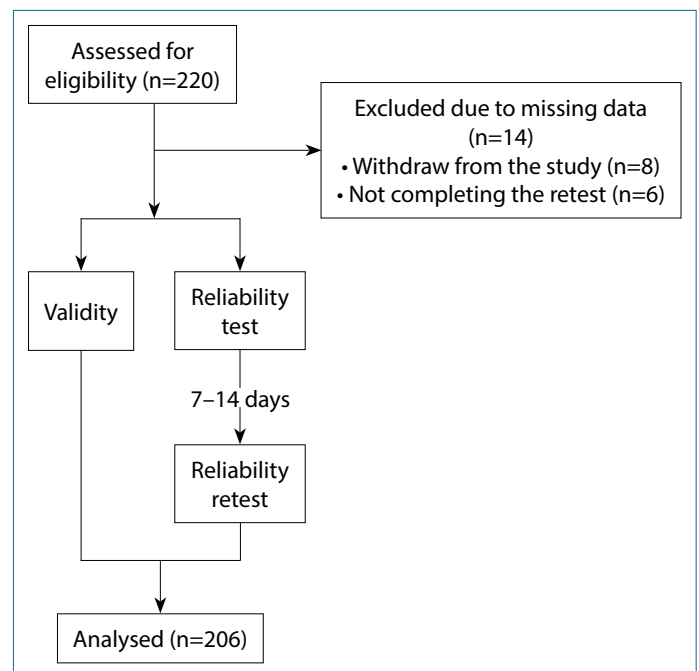 Assessed for
eligibility (n=220)
Excluded due to missing data
(n=14)
• Withdraw from the study (n=8)
• Not completing the retest (n=6)
Validity
Reliability
test
7–14 days
Reliability
retest
Analysed (n=206)